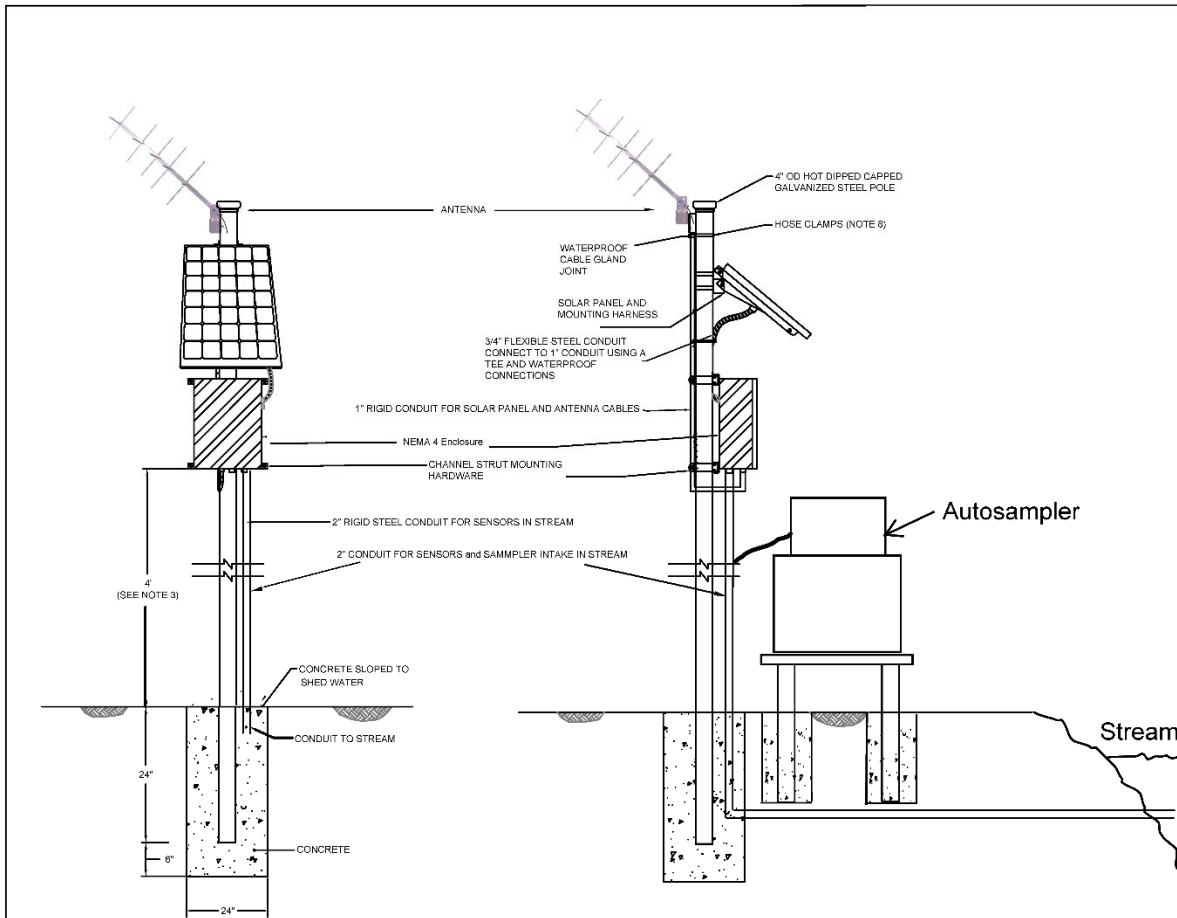 4" OD HOT DIPPED CAPPED
GALVANIZED STEEL POLE
ANTENNA
HOSE CLAMPS (NOTE 8)
WATERPROOF
CABLE GLAND
JOINT
SOLAR PANEL AND
MOUNTING HARNESS
3/4" FLEXIBLE STEEL CONDUIT
CONNECT TO 1" CONDUIT USING A
TEE AND WATERPROOF
CONNECTIONS
1" RIGID CONDUIT FOR SOLAR PANEL AND ANTENNA CABLES
NEMA 4 Enclosure
CHANNEL STRUT MOUNTING
HARDWARE
Autosampler
2" RIGID STEEL CONDUIT FOR SENSORS IN STREAM
2" CONDUIT FOR SENSORS and SAMMPLER INTAKE IN STREAM
4'
(SEE NOTE 3)
CONCRETE SLOPED TO
SHED WATER
Stream
CONDUIT TO STREAM
24"
CONCRETE
6"
24"